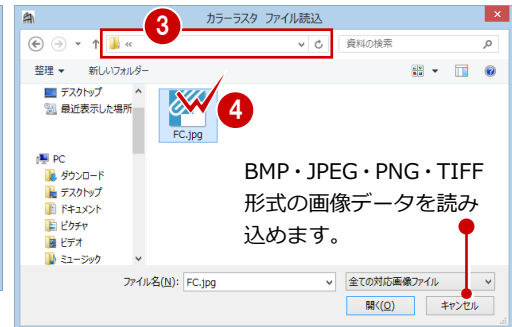 カラーラスタ ファイル読込
3
«
資料の検索
整理 新しいフォルダー
デスクトップ
最近表示した場所
4
FC.jpg
PC
ダウンロード
デスクトップ
ドキュメント
ピクチャ
ビデオ
ミュージック
BMP・JPEG・PNG・TIFF
形式の画像データを読み
込めます。
ファイル名(N): FC.jpg 全ての対応画像ファイル
開く(O) キャンセル